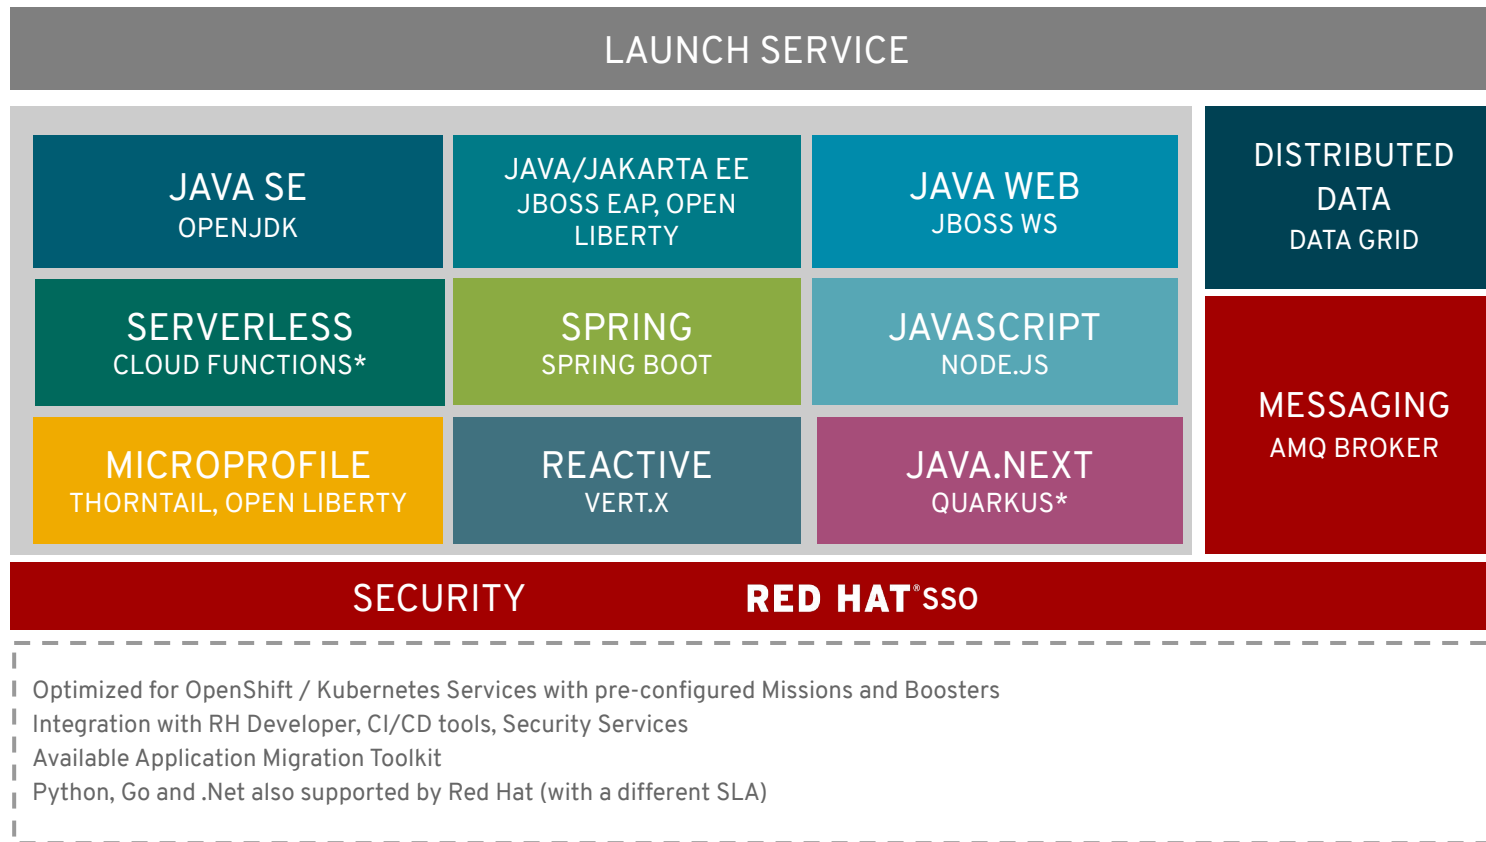 LAUNCH SERVICE
JAVA SE
OPENJDK
JAVA/JAKARTA EE
JBOSS EAP, OPEN
LIBERTY
JAVA WEB
JBOSS WS
DISTRIBUTED
DATA
DATA GRID
SERVERLESS
CLOUD FUNCTIONS*
SPRING
SPRING BOOT
JAVASCRIPT
NODE.JS
MESSAGING
AMQ BROKER
MICROPROFILE
THORNTAIL, OPEN LIBERTY
REACTIVE
VERT.X
JAVA.NEXT
QUARKUS*
SECURITY
RED HAT® SSO
Optimized for OpenShift / Kubernetes Services with pre-configured Missions and Boosters
Integration with RH Developer, CI/CD tools, Security Services
Available Application Migration Toolkit
Python, Go and .Net also supported by Red Hat (with a different SLA)